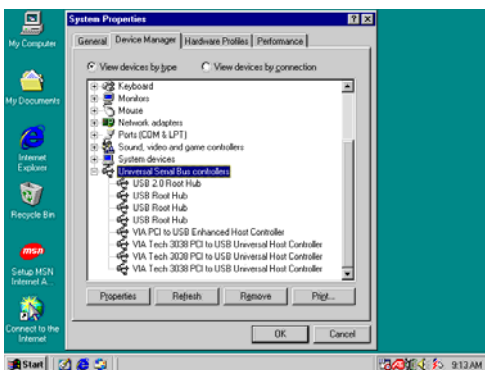 System Properties
General Device Manager Hardware Profiles Performance
View devices by type View devices by connection
Keyboard
Monitors
Mouse
Network adapters
Ports (COM & LPT)
Sound, video and game controllers
System devices
Universal Serial Bus controllers
USB 2.0 Root Hub
USB Root Hub
USB Root Hub
USB Root Hub
VIA PCI to USB Enhanced Host Controller
VIA Tech 3038 PCI to USB Universal Host Controller
VIA Tech 3038 PCI to USB Universal Host Controller
VIA Tech 3038 PCI to USB Universal Host Controller
Properties Refresh Remove Print...
OK Cancel
My Computer
My Documents
Internet
Explorer
Recycle Bin
msn
Setup MSN
Internet A...
Connect to the
Internet
Start 9:13 AM